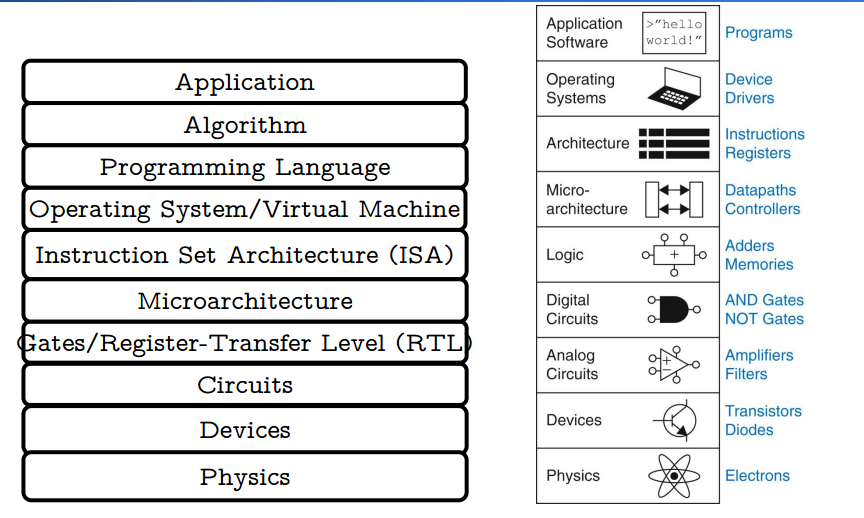 Application
Algorithm
Programming Language
Operating System/Virtual Machine
Instruction Set Architecture (ISA)
Microarchitecture
Gates/Register-Transfer Level (RTL)
Circuits
Devices
Physics
Application
Software
>"hello
world!"
Programs
Operating
Systems
Device
Drivers
Architecture
Instructions
Registers
Micro-
architecture
Datapaths
Controllers
Logic
+
Adders
Memories
Digital
Circuits
AND Gates
NOT Gates
Analog
Circuits
+
−
Amplifiers
Filters
Devices
Transistors
Diodes
Physics
Electrons